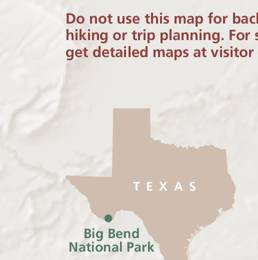 Do not use this map for
hiking or trip planning. For
get detailed maps at visitor
TEXAS
Big Bend
National Park